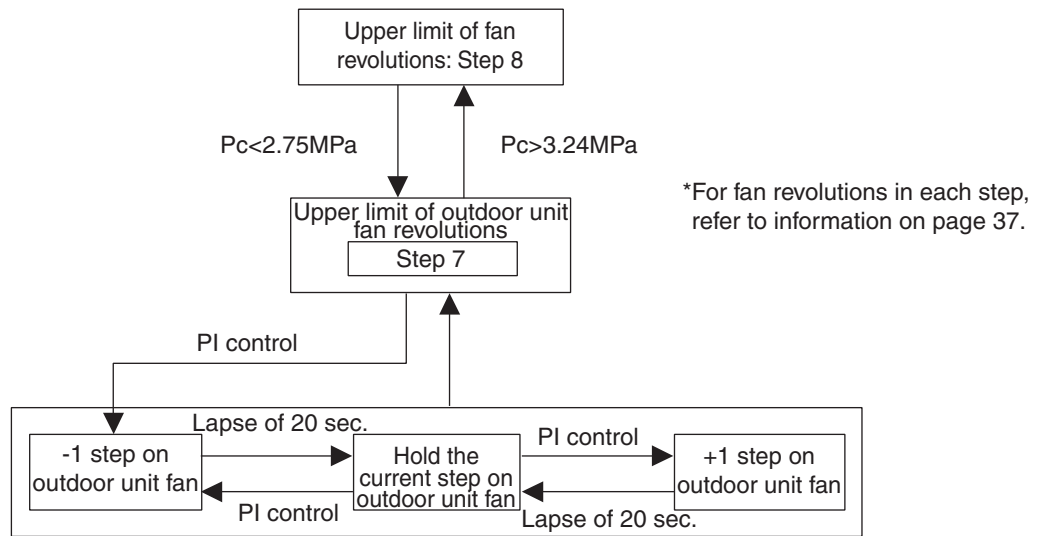 Upper limit of fan
revolutions: Step 8
Pc<2.75MPa
Pc>3.24MPa
*For fan revolutions in each step,
refer to information on page 37.
Upper limit of outdoor unit
fan revolutions
Step 7
PI control
Lapse of 20 sec.
-1 step on
outdoor unit fan
PI control
Hold the
current step on
outdoor unit fan
PI control
+1 step on
outdoor unit fan
Lapse of 20 sec.